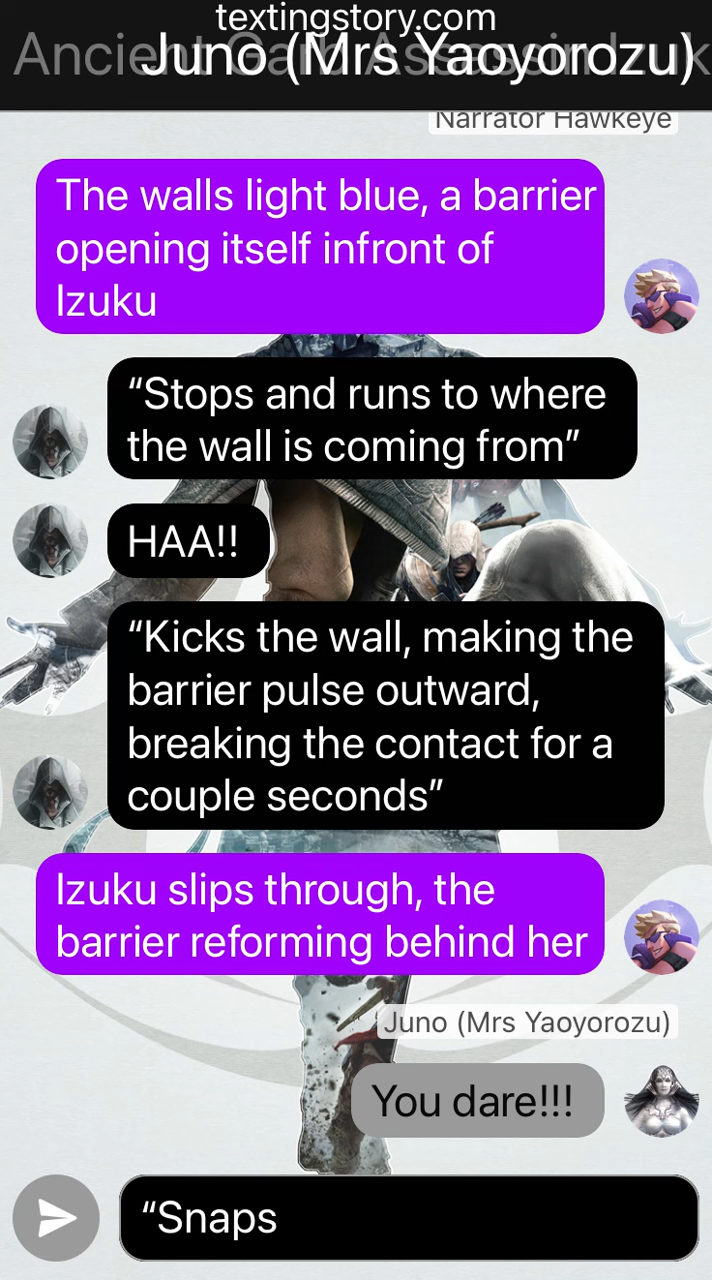 textingstory.com
Juno (Mrs Yaoyorozu)
Narrator Hawkeye
The walls light blue, a barrier
opening itself infront of
Izuku
“Stops and runs to where
the wall is coming from”
HAA!!
“Kicks the wall, making the
barrier pulse outward,
breaking the contact for a
couple seconds”
Izuku slips through, the
barrier reforming behind her
Juno (Mrs Yaoyorozu)
You dare!!!
“Snaps